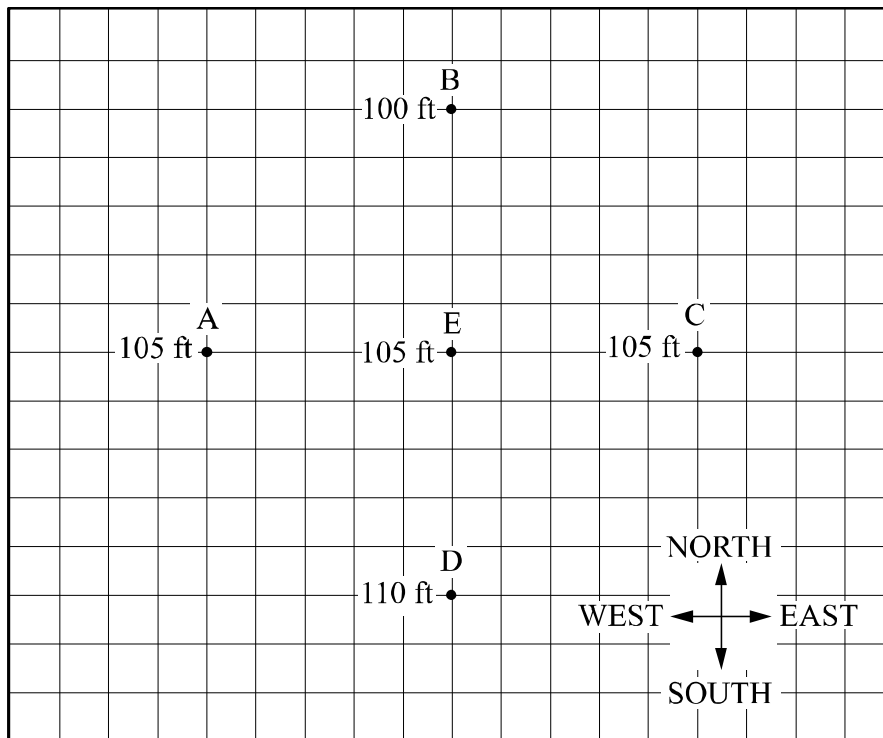 B
100 ft
A
E
C
105 ft
105 ft
105 ft
D
110 ft
NORTH
WEST
EAST
SOUTH